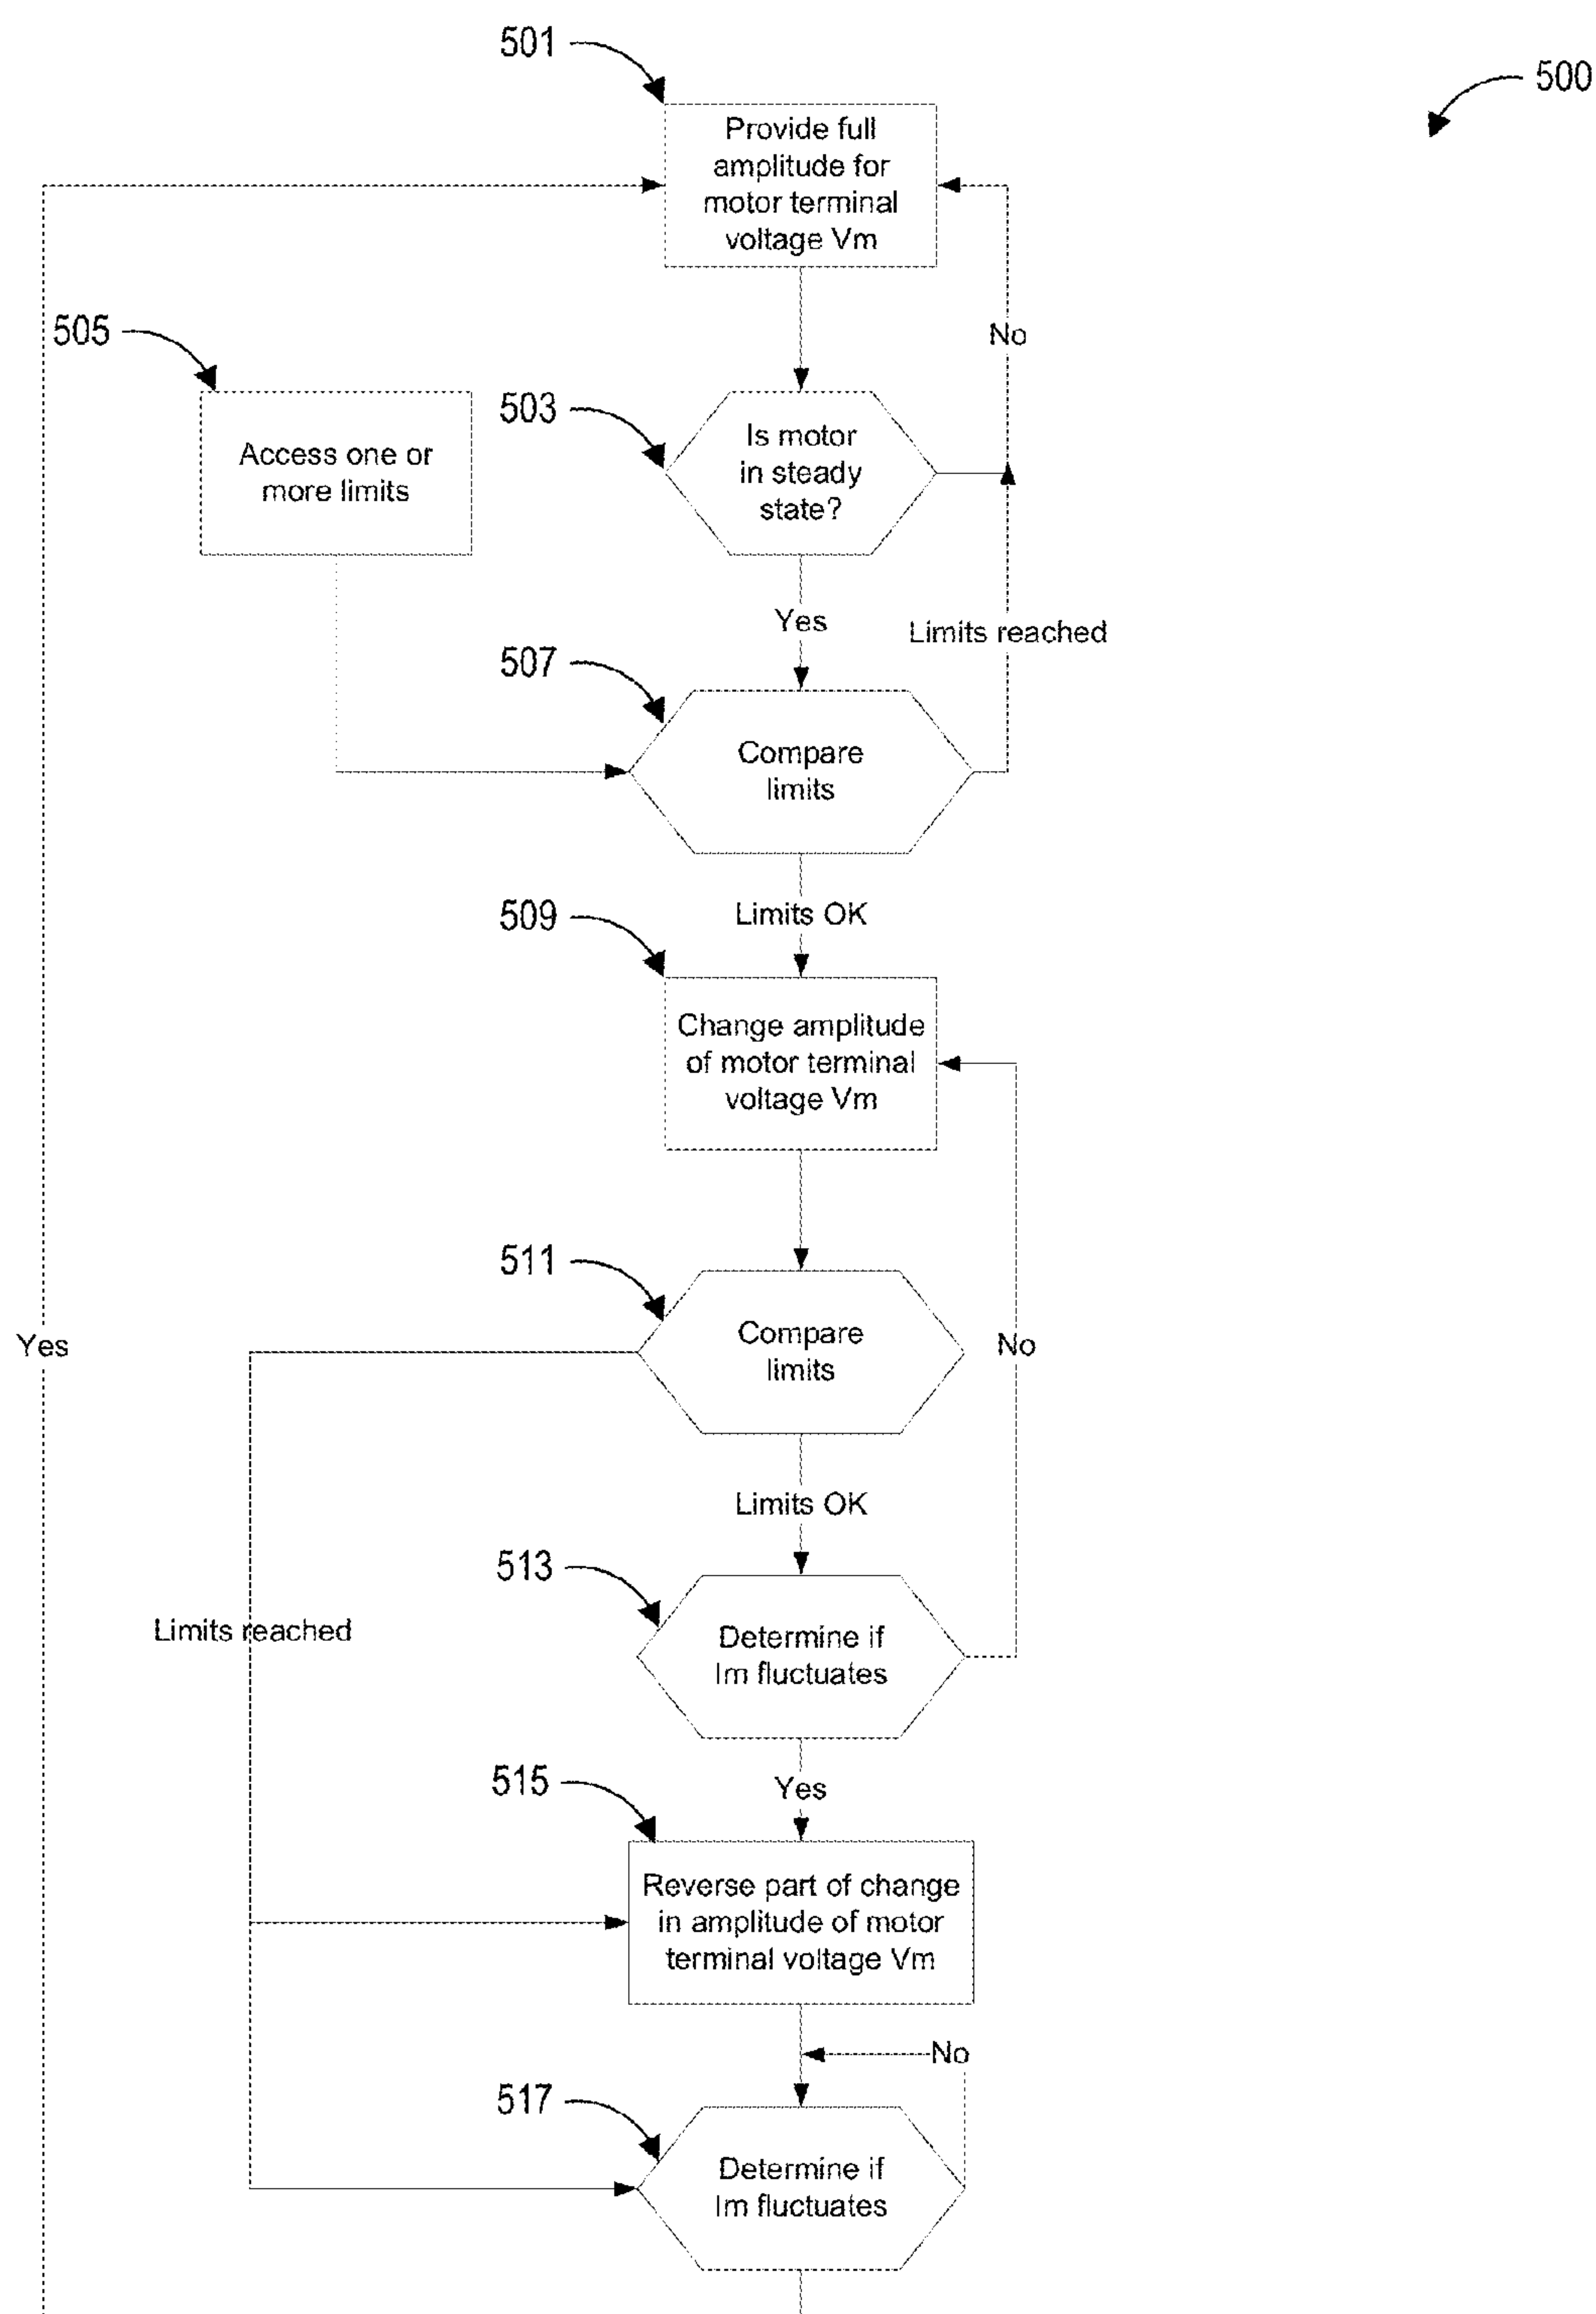 501
500
Provide full
amplitude for
motor terminal
voltage Vm
505
No
503
Is motor
in steady
state?
Access one or
more limits
Yes
Limits reached
507
Compare
limits
509
Limits OK
Change amplitude
of motor terminal
voltage Vm
511
Compare
limits
Yes
No
Limits OK
513
Limits reached
Determine if
Im fluctuates
515
Yes
Reverse part of change
in amplitude of motor
terminal voltage Vm
No
517
Determine if
Im fluctuates